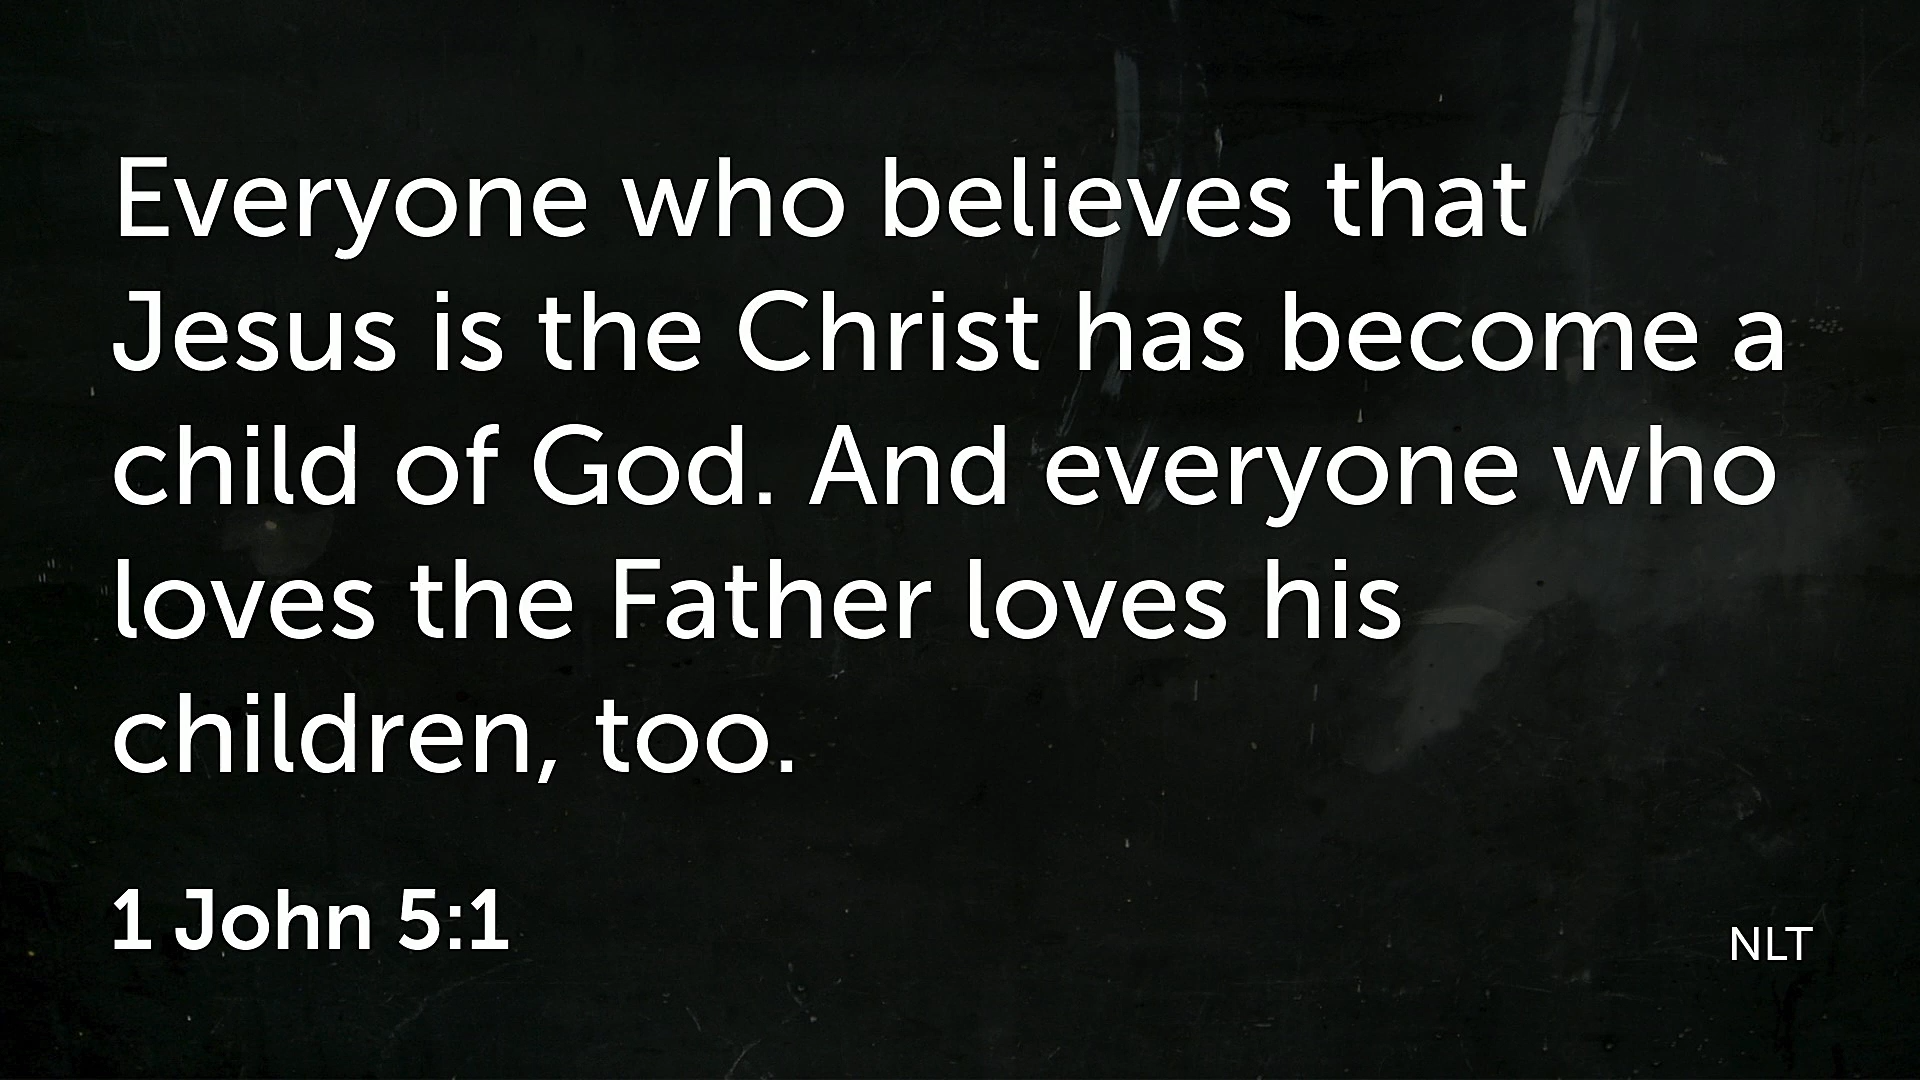 Everyone who believes that
Jesus is the Christ has become a
child of God. And everyone who
loves the Father loves his
children, too.
1 John 5:1
NLT